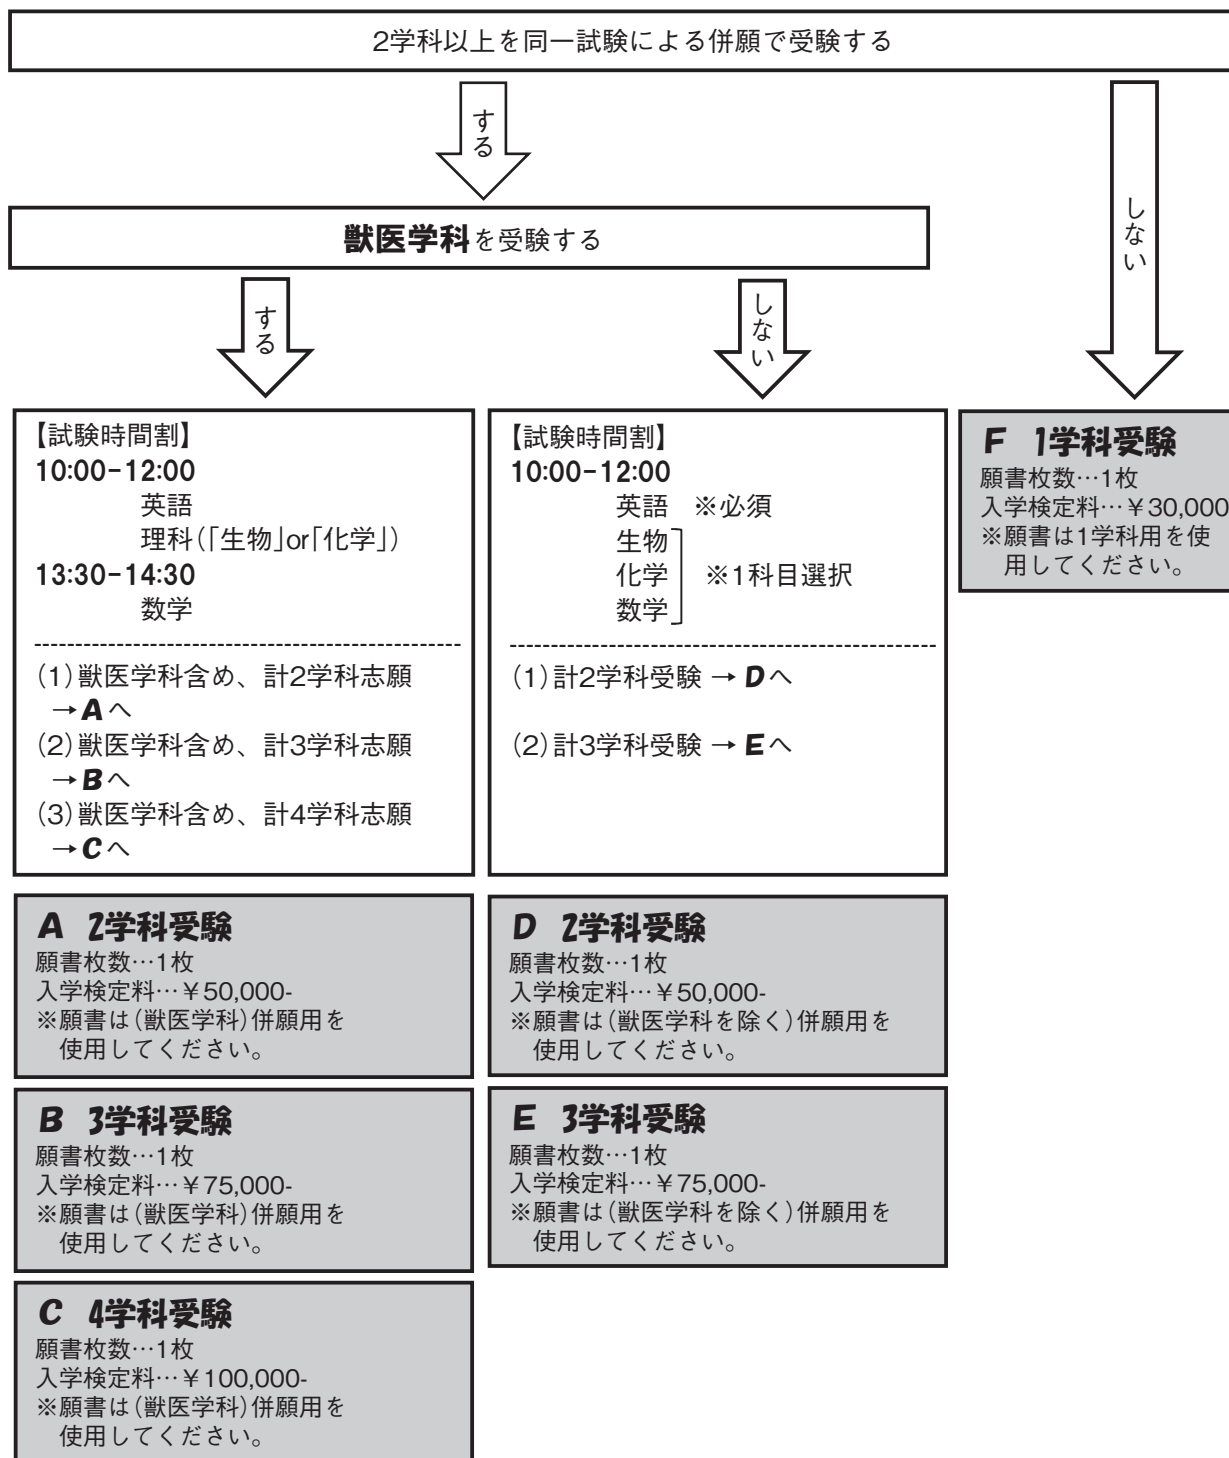 2学科以上を同一試験による併願で受験する
する
しない
獣医学科を受験する
する
しない
【試験時間割】
10:00-12:00
英語
理科(「生物」or「化学」)
13:30-14:30
数学
(1)獣医学科含め、計2学科志願
→Aへ
(2)獣医学科含め、計3学科志願
→Bへ
(3)獣医学科含め、計4学科志願
→Cへ
【試験時間割】
10:00-12:00
英語 ※必須
生物
化学 ※1科目選択
数学
(1)計2学科受験 → Dへ
(2)計3学科受験 → Eへ
F 1学科受験
願書枚数…1枚
入学検定料…￥30,000
※願書は1学科用を使
用してください。
A 2学科受験
願書枚数…1枚
入学検定料…￥50,000-
※願書は(獣医学科)併願用を
使用してください。
B 3学科受験
願書枚数…1枚
入学検定料…￥75,000-
※願書は(獣医学科)併願用を
使用してください。
C 4学科受験
願書枚数…1枚
入学検定料…￥100,000-
※願書は(獣医学科)併願用を
使用してください。
D 2学科受験
願書枚数…1枚
入学検定料…￥50,000-
※願書は(獣医学科を除く)併願用を
使用してください。
E 3学科受験
願書枚数…1枚
入学検定料…￥75,000-
※願書は(獣医学科を除く)併願用を
使用してください。